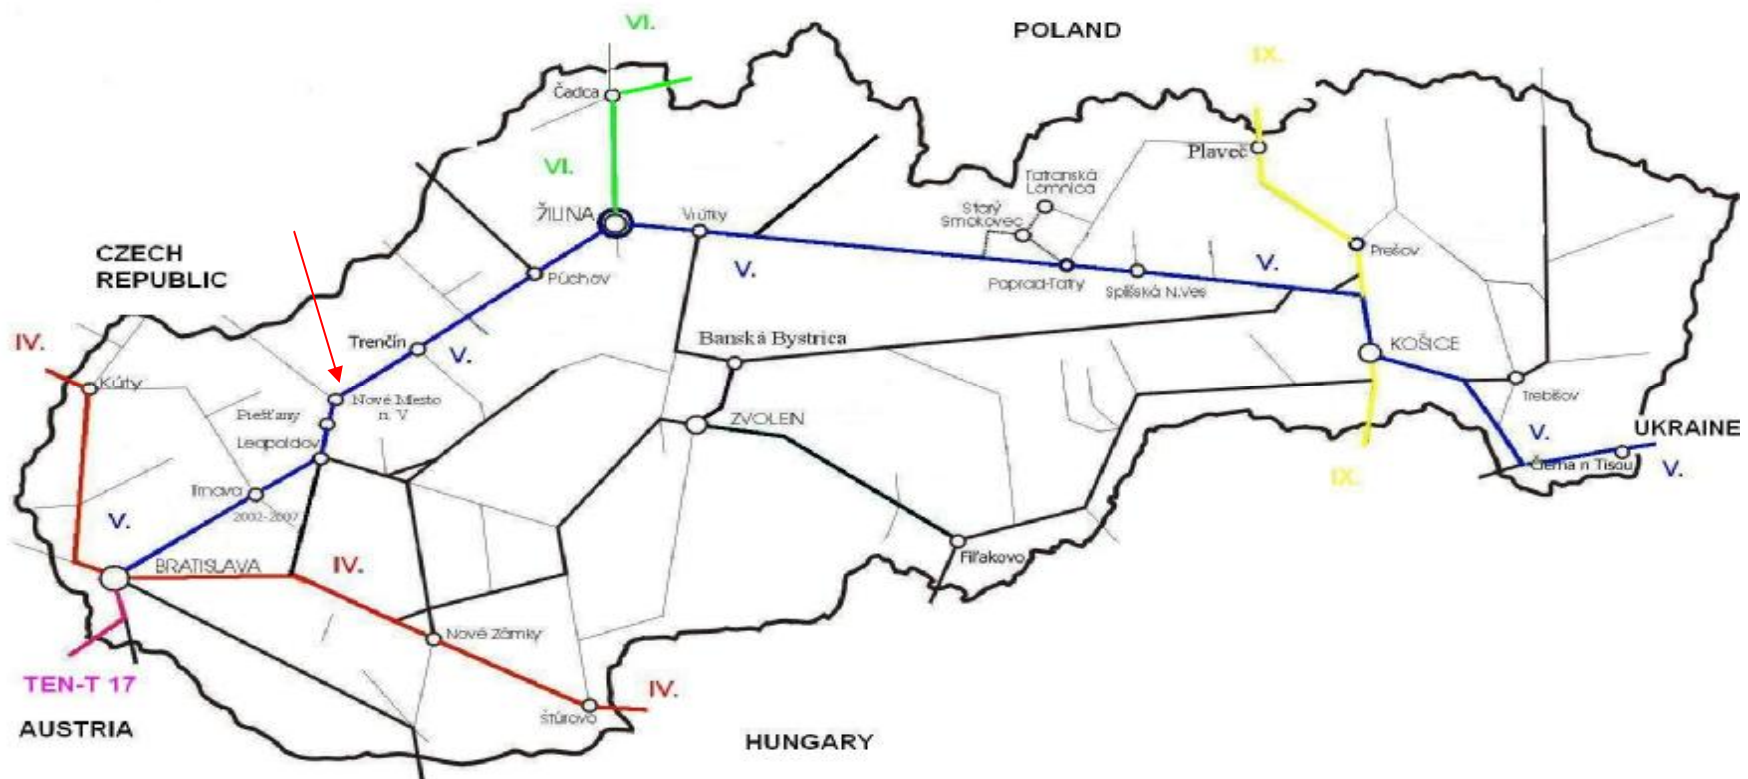 VI.
POLAND
IX.
Čadca
VI.
Plaveč
Tatranská
Lomnica
ŽILINA
Vrútky
Starý
Smokovec
Prešov
CZECH
REPUBLIC
V.
V.
Púchov
Poprad-Tatry
Spišská N.Ves
IV.
Trenčín
V.
Banská Bystrica
KOŠICE
Kúty
Nové Mesto
n. V
Piešťany
Trebišov
Leopoldov
ZVOLEN
UKRAINE
V.
Čierna n Tisou
V.
IX.
Trnava
2002-2007
V.
BRATISLAVA
IV.
Fiľakovo
Nové Zámky
TEN-T 17
IV.
Štúrovo
AUSTRIA
HUNGARY